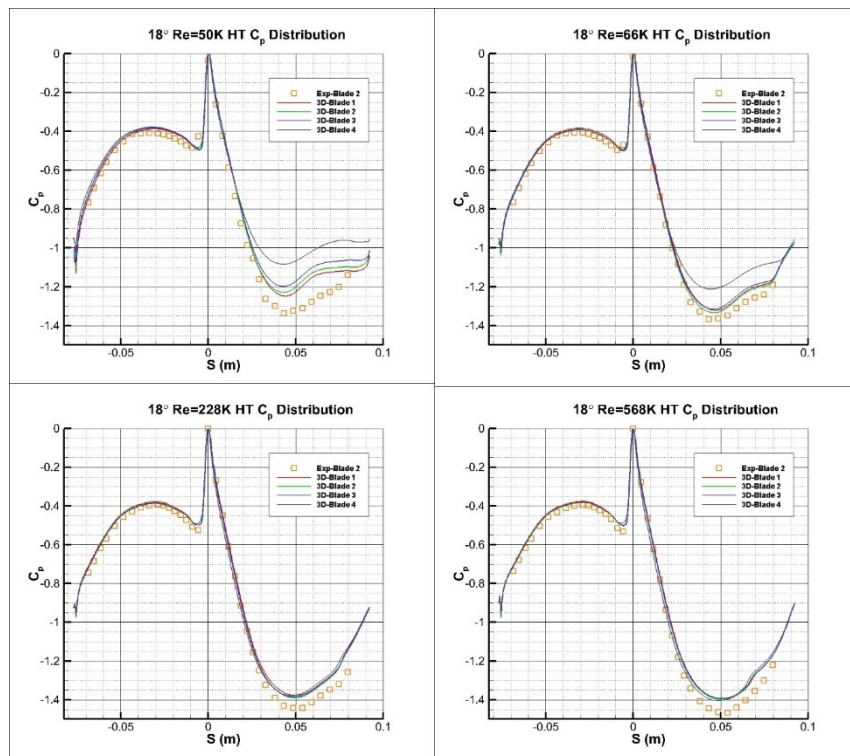 18° Re=50K HT Cp Distribution
0
-0.2
-0.4
-0.6
-0.8
-1
-1.2
-1.4
Cp
Exp-Blade 2
3D-Blade 1
3D-Blade 2
3D-Blade 3
3D-Blade 4
-0.05
0
0.05
0.1
S (m)
18° Re=66K HT Cp Distribution
0
-0.2
-0.4
-0.6
-0.8
-1
-1.2
-1.4
Cp
Exp-Blade 2
3D-Blade 1
3D-Blade 2
3D-Blade 3
3D-Blade 4
-0.05
0
0.05
0.1
S (m)
18° Re=228K HT Cp Distribution
0
-0.2
-0.4
-0.6
-0.8
-1
-1.2
-1.4
Cp
Exp-Blade 2
3D-Blade 1
3D-Blade 2
3D-Blade 3
3D-Blade 4
-0.05
0
0.05
0.1
S (m)
18° Re=568K HT Cp Distribution
0
-0.2
-0.4
-0.6
-0.8
-1
-1.2
-1.4
Cp
Exp-Blade 2
3D-Blade 1
3D-Blade 2
3D-Blade 3
3D-Blade 4
-0.05
0
0.05
0.1
S (m)